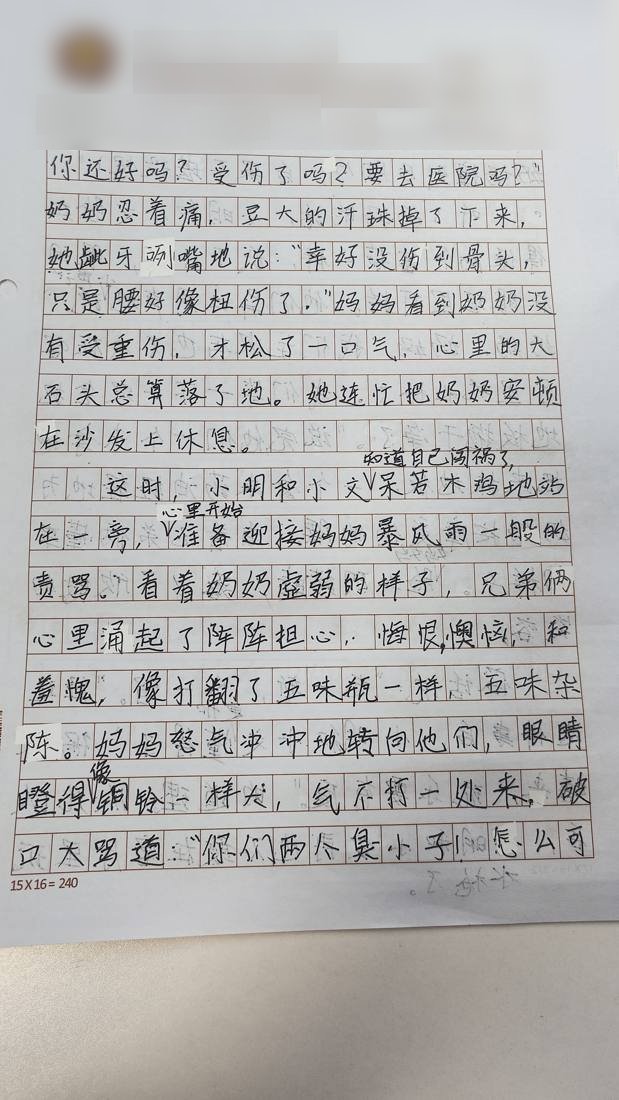 你还好吗？受伤了吗？要去医院吗？”
奶奶忍着痛，豆大的汗珠掉了下来，
她龇牙咧嘴地说：“幸好没伤到骨头，
只是腰好像扭伤了．”妈妈看到奶奶没
有受重伤，才松了一口气，心里的大
石头总算落了地。她连忙把奶奶安顿
在沙发上休息。
知道自己闯祸了，
这时，小明和小文呆若木鸡地站
心里开始
在一旁，准备迎接妈妈暴风雨一般的
责骂。看着奶奶虚弱的样子，兄弟俩
心里涌起了阵阵担心、悔恨，懊恼，和
羞愧，像打翻了五味瓶一样，五味杂
陈。妈妈怒气冲冲地转向他们，眼睛
像
瞪得铜铃一样大，气不打一处来，破
口大骂道：“你们两个臭小子！怎么可
15X16=240